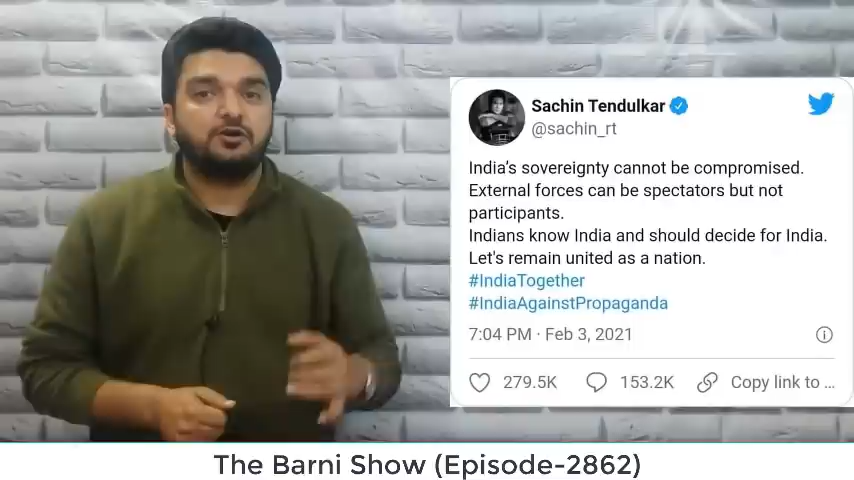 Sachin Tendulkar
@sachin_rt
India's sovereignty cannot be compromised.
External forces can be spectators but not
participants.
Indians know India and should decide for India.
Let's remain united as a nation.
#IndiaTogether
#IndiaAgainstPropaganda
7:04 PM · Feb 3, 2021
279.5K 153.2K Copy link to ...
The Barni Show (Episode-2862)